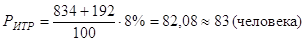 P_ИТР = (834 + 192) / 100 · 8% = 82,08 ≈ 83 (человека)